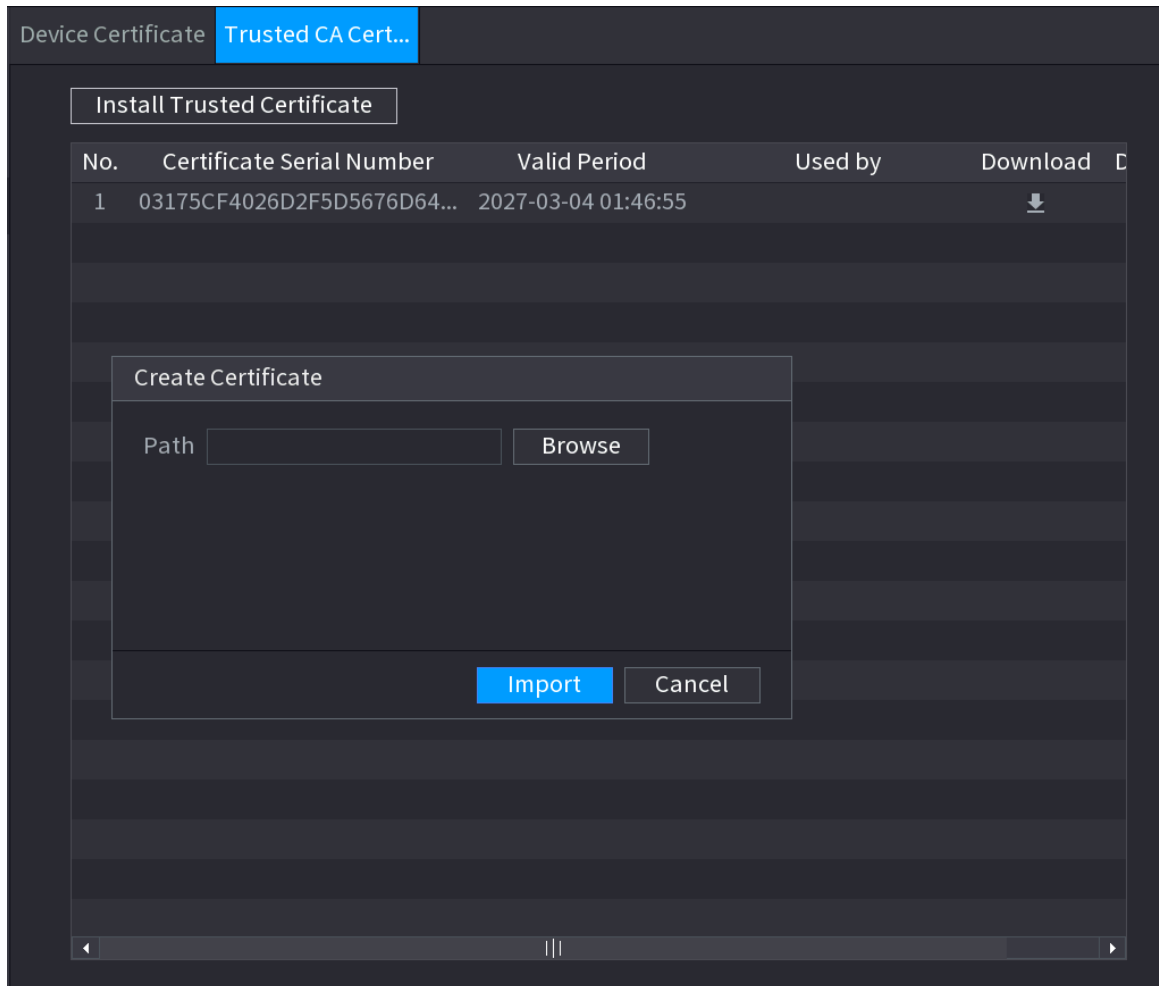 Device Certificate Trusted CA Cert...
Install Trusted Certificate
No. Certificate Serial Number Valid Period Used by Download D
1 03175CF4026D2F5D5676D64... 2027-03-04 01:46:55
Create Certificate
Path Browse
Import Cancel